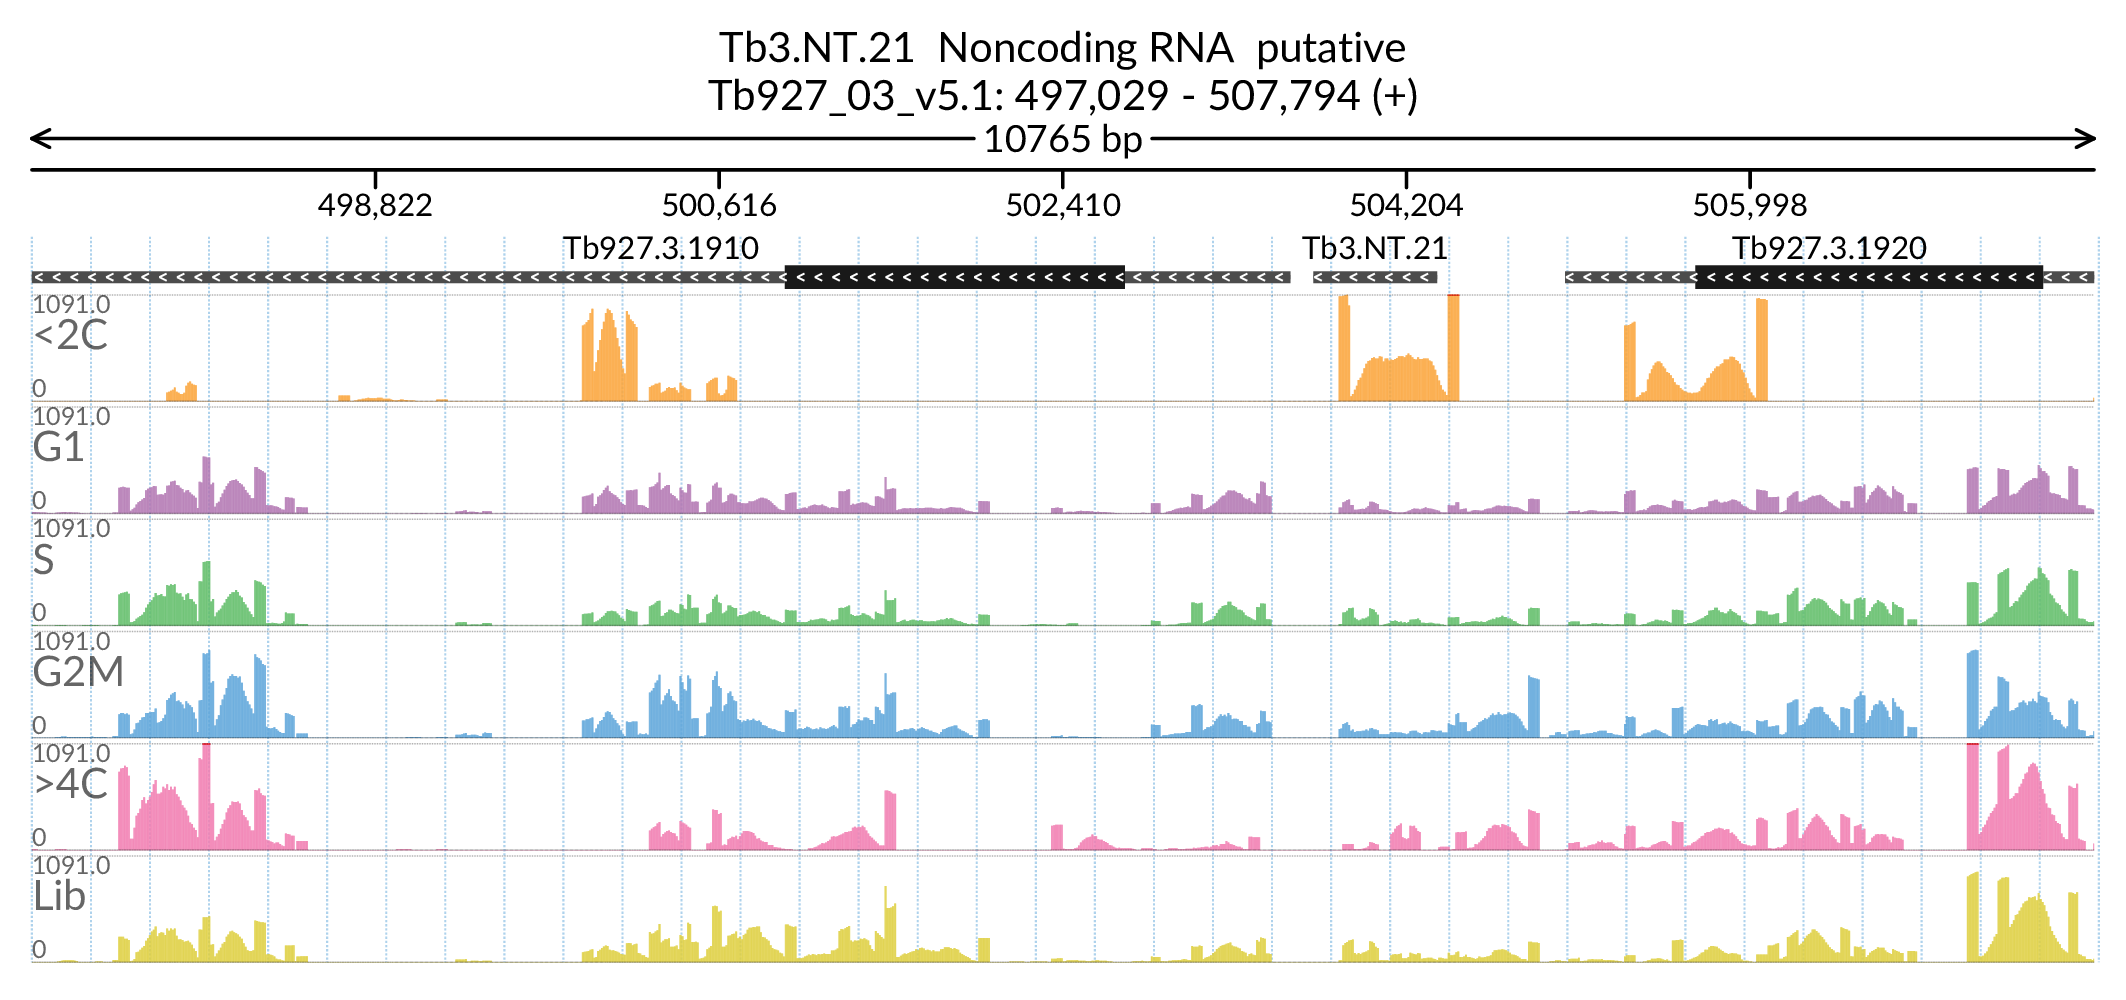 Tb3.NT.21 Noncoding RNA putative
Tb927_03_v5.1: 497,029 - 507,794 (+)
10765 bp
498,822 500,616 502,410 504,204 505,998
Tb927.3.1910 Tb3.NT.21 Tb927.3.1920
1091.0
<2C
0
1091.0
G1
0
1091.0
S
0
1091.0
G2M
0
1091.0
>4C
0
1091.0
Lib
0